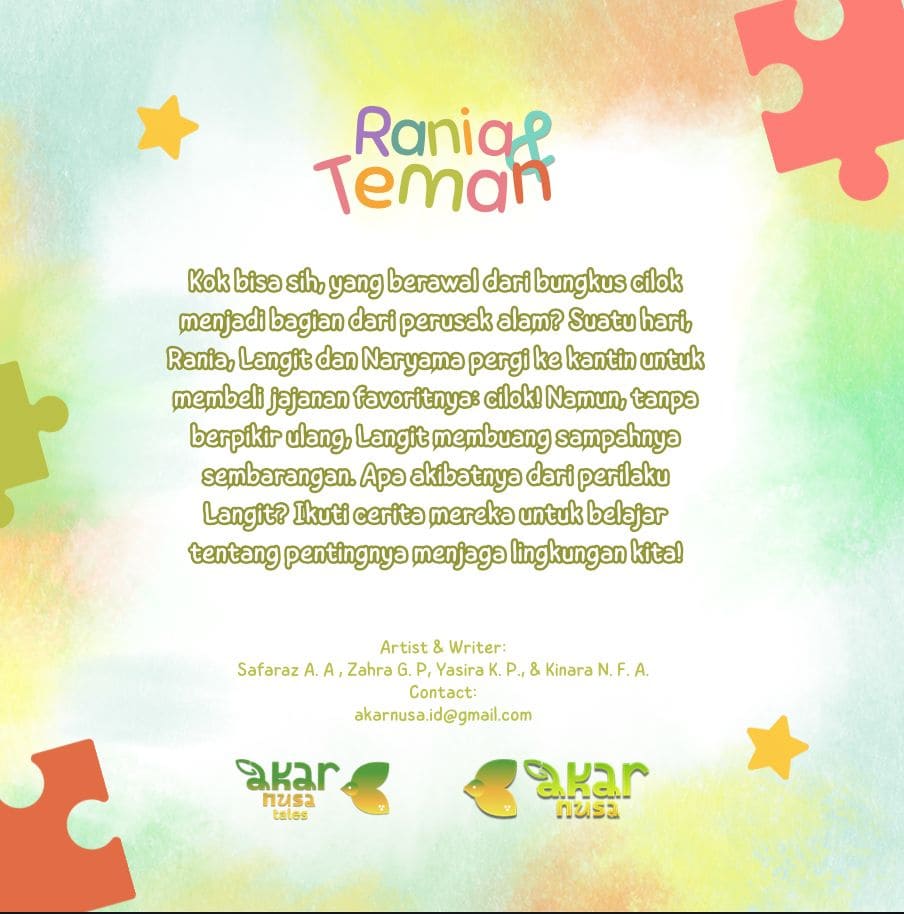 Rania &
Teman
Kok bisa sih, yang berawal dari bungkus cilok
menjadi bagian dari perusak alam? Suatu hari,
Rania, Langit dan Naryama pergi ke kantin untuk
membeli jajanan favoritnya: cilok! Namun, tanpa
berpikir ulang, Langit membuang sampahnya
sembarangan. Apa akibatnya dari perilaku
Langit? Ikuti cerita mereka untuk belajar
tentang pentingnya menjaga lingkungan kita!
Artist & Writer:
Safaraz A. A , Zahra G. P, Yasira K. P., & Kinara N. F. A.
Contact:
akarnusa.id@gmail.com
akar
nusa
tales
akar
nusa